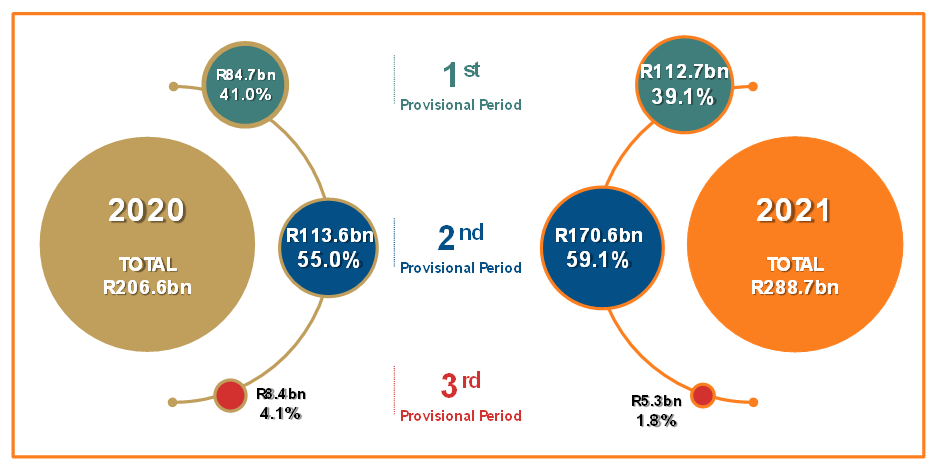 R84.7bn
41.0%
1st
Provisional Period
R112.7bn
39.1%
2020
TOTAL
R206.6bn
R113.6bn
55.0%
2nd
Provisional Period
R170.6bn
59.1%
2021
TOTAL
R288.7bn
R8.4bn
4.1%
3rd
Provisional Period
R5.3bn
1.8%